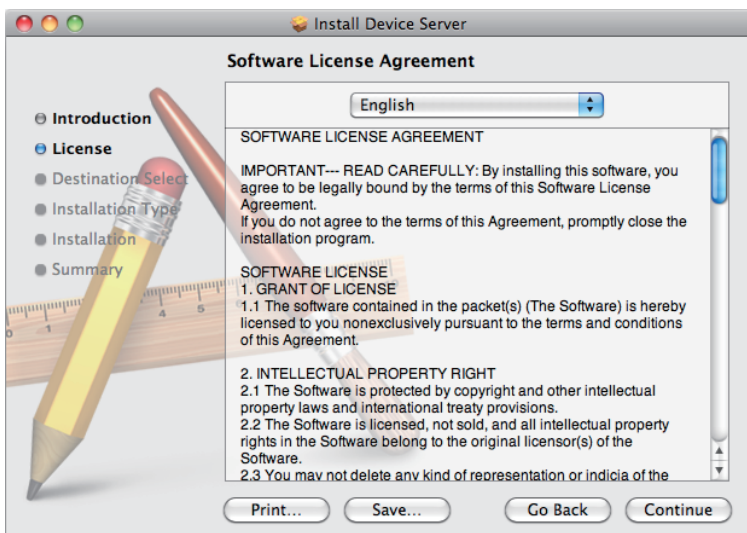 Install Device Server
Software License Agreement
Introduction
License
Destination Select
Installation Type
Installation
Summary
English
SOFTWARE LICENSE AGREEMENT
IMPORTANT--- READ CAREFULLY: By installing this software, you
agree to be legally bound by the terms of this Software License
Agreement.
If you do not agree to the terms of this Agreement, promptly close the
installation program.
SOFTWARE LICENSE
1. GRANT OF LICENSE
1.1 The software contained in the packet(s) (The Software) is hereby
licensed to you nonexclusively pursuant to the terms and conditions
of this Agreement.
2. INTELLECTUAL PROPERTY RIGHT
2.1 The Software is protected by copyright and other intellectual
property laws and international treaty provisions.
2.2 The Software is licensed, not sold, and all intellectual property
rights in the Software belong to the original licensor(s) of the
Software.
2.3 You may not delete any kind of representation or indicia of the
0 1 4 5
Print... Save... Go Back Continue